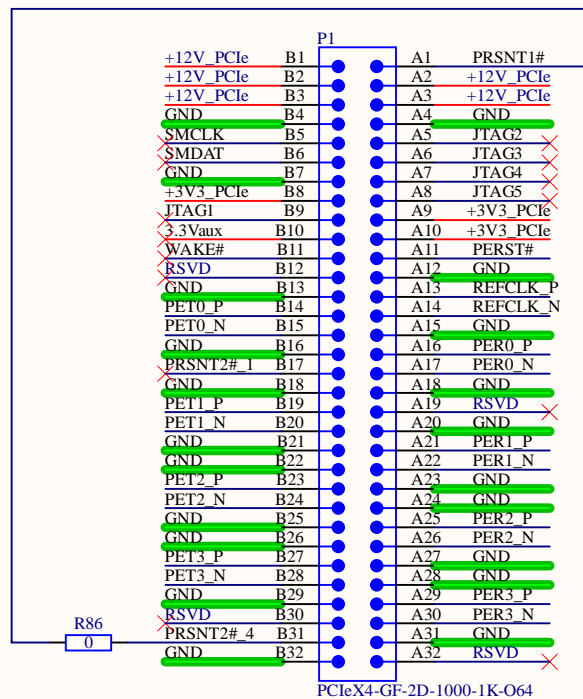 P1
+12V_PCIe B1 A1 PRSNT1#
+12V_PCIe B2 A2 +12V_PCIe
+12V_PCIe B3 A3 +12V_PCIe
GND B4 A4 GND
SMCLK B5 A5 JTAG2
SMDAT B6 A6 JTAG3
GND B7 A7 JTAG4
+3V3_PCIe B8 A8 JTAG5
JTAG1 B9 A9 +3V3_PCIe
3.3Vaux B10 A10 +3V3_PCIe
WAKE# B11 A11 PERST#
RSVD B12 A12 GND
GND B13 A13 REFCLK_P
PET0_P B14 A14 REFCLK_N
PET0_N B15 A15 GND
GND B16 A16 PER0_P
PRSNT2#_1 B17 A17 PER0_N
GND B18 A18 GND
PET1_P B19 A19 RSVD
PET1_N B20 A20 GND
GND B21 A21 PER1_P
GND B22 A22 PER1_N
PET2_P B23 A23 GND
PET2_N B24 A24 GND
GND B25 A25 PER2_P
GND B26 A26 PER2_N
PET3_P B27 A27 GND
PET3_N B28 A28 GND
GND B29 A29 PER3_P
RSVD B30 A30 PER3_N
R86 0 PRSNT2#_4 B31 A31 GND
GND B32 A32 RSVD
PCIeX4-GF-2D-1000-1K-O64